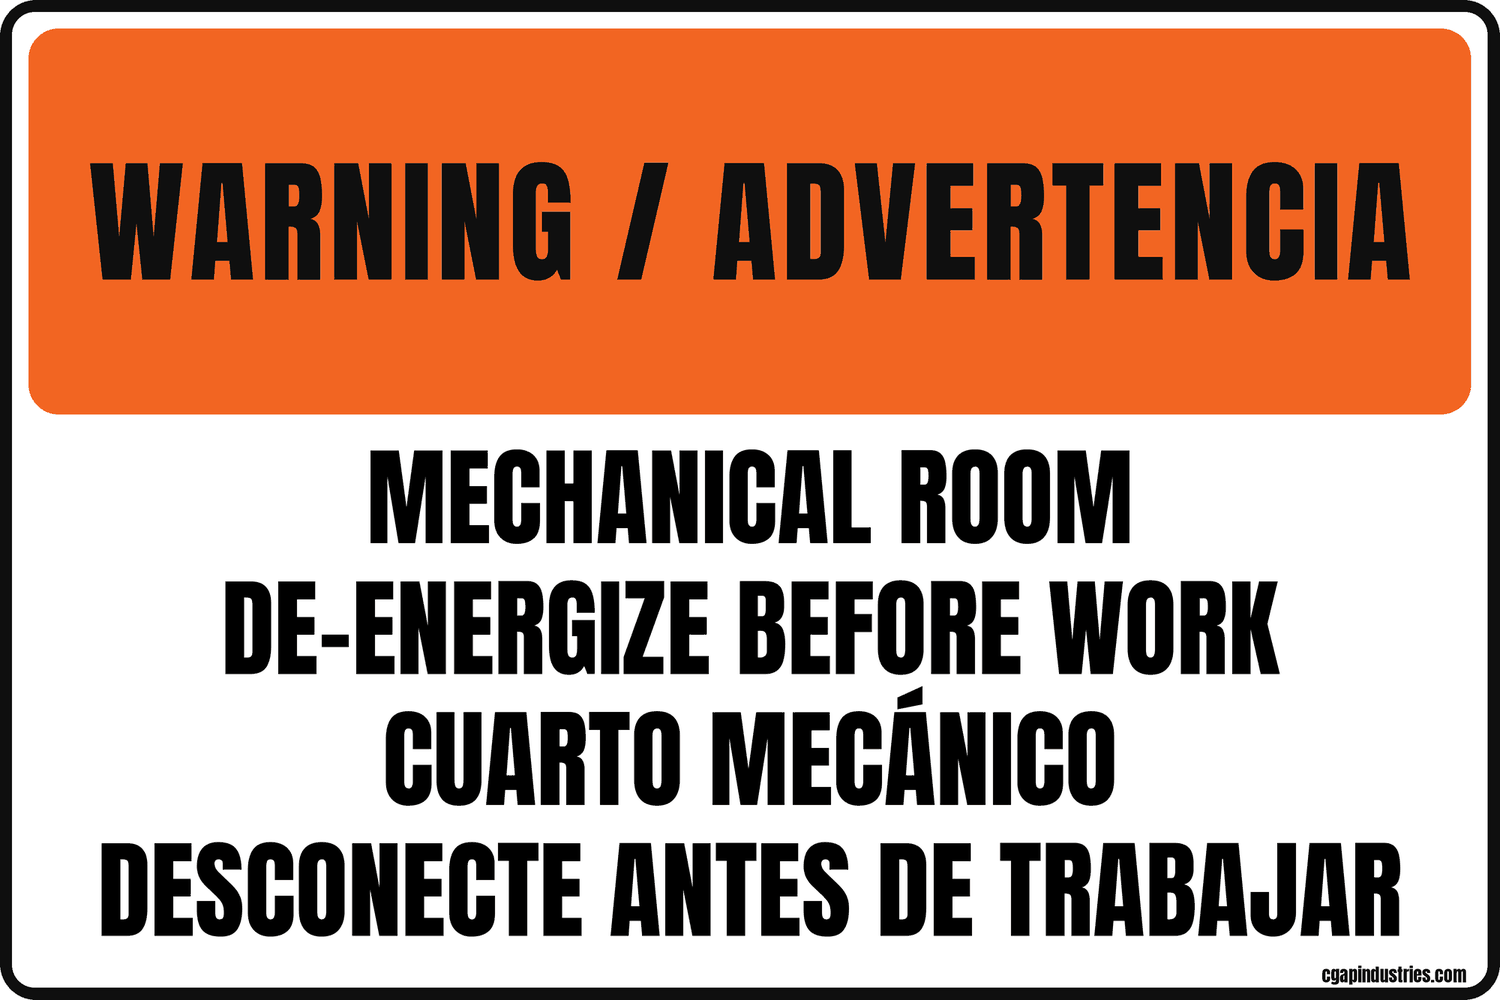 WARNING / ADVERTENCIA
MECHANICAL ROOM
DE-ENERGIZE BEFORE WORK
CUARTO MECÁNICO
DESCONECTE ANTES DE TRABAJAR
cgapindustries.com